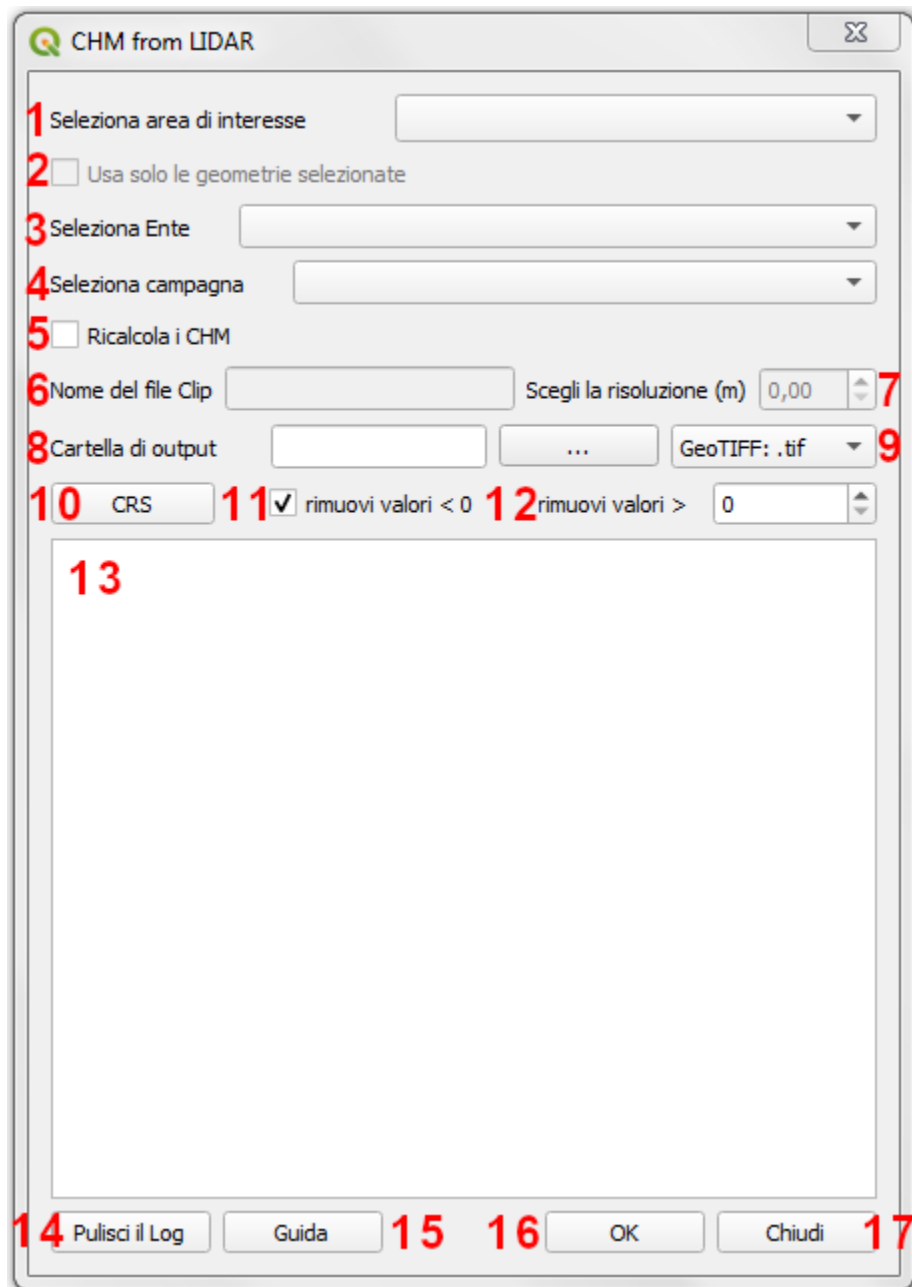 CHM from LIDAR
1 Seleziona area di interesse
2 Usa solo le geometrie selezionate
3 Seleziona Ente
4 Seleziona campagna
5 Ricalcola i CHM
6 Nome del file Clip Scegli la risoluzione (m) 0,00 7
8 Cartella di output ... GeoTIFF: .tif 9
10 CRS 11 rimuovi valori < 0 12 rimuovi valori > 0
13
14 Pulisci il Log Guida 15 16 OK Chiudi 17